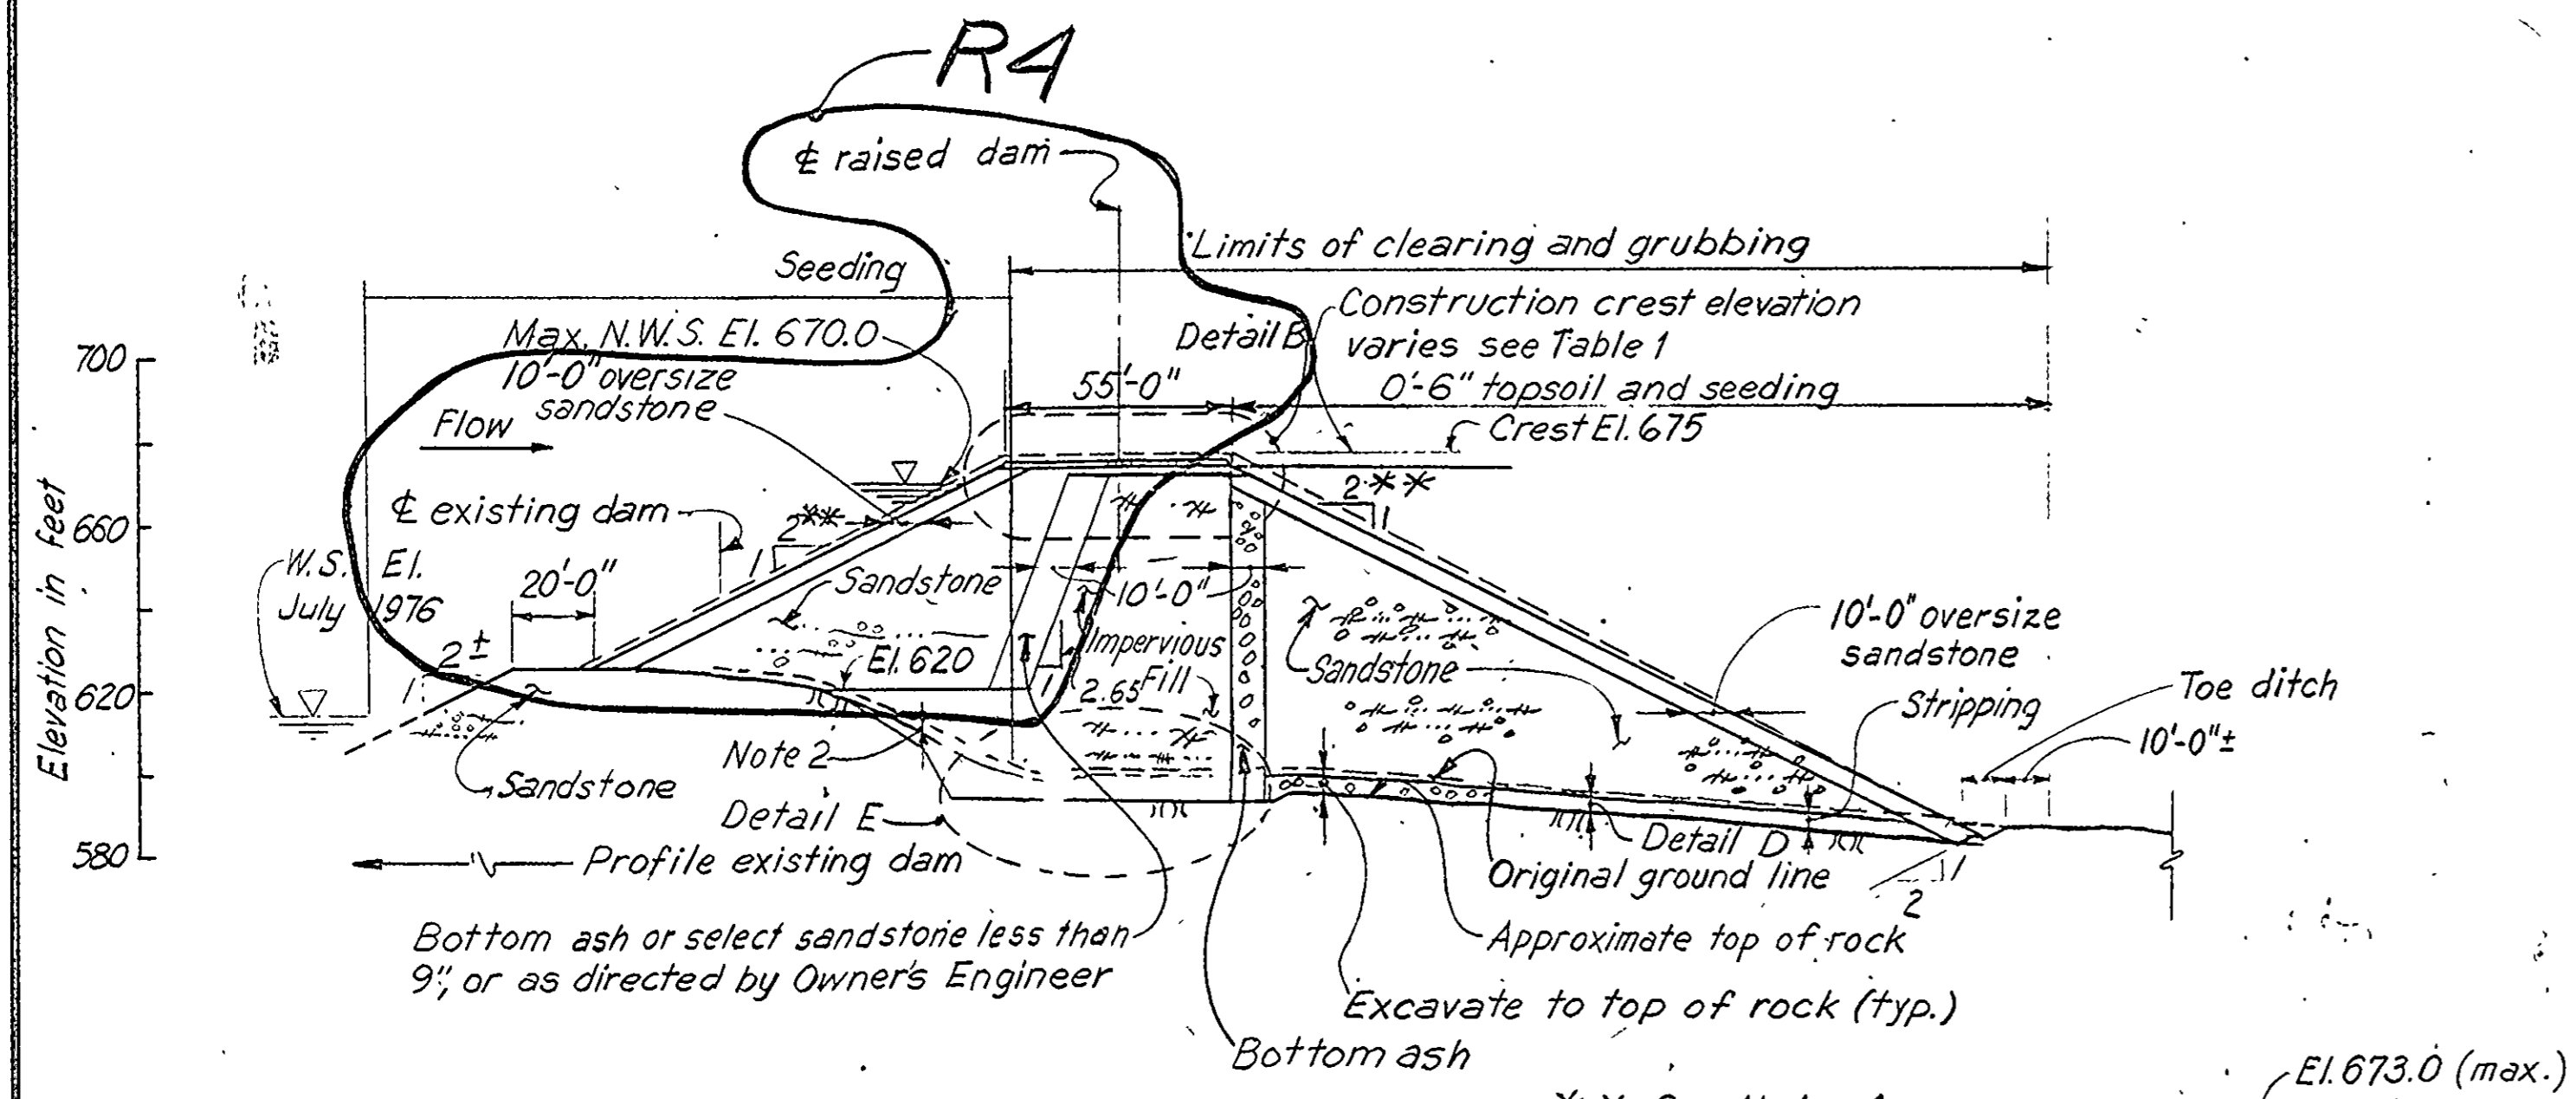 R4
℄ raised dam
Limits of clearing and grubbing
Seeding
Construction crest elevation
varies see Table 1
Max. N.W.S. El. 670.0
Detail B
10'-0" oversize
sandstone
55'-0"
0'-6" topsoil and seeding
Flow
Crest El. 675
700
660
620
580
Elevation in feet
℄ existing dam
2**
1
2**
1
W.S. El.
July 1976
20'-0"
Sandstone
10'-0"
10'-0" oversize
sandstone
2±
1
El. 620
Impervious
Fill
2.65
1
Sandstone
Stripping
Toe ditch
10'-0"±
Note 2
Sandstone
Detail E
Detail D
Profile existing dam
Original ground line
1
2
Bottom ash or select sandstone less than
9", or as directed by Owner's Engineer
Approximate top of rock
Excavate to top of rock (typ.)
Bottom ash
El. 673.0 (max.)